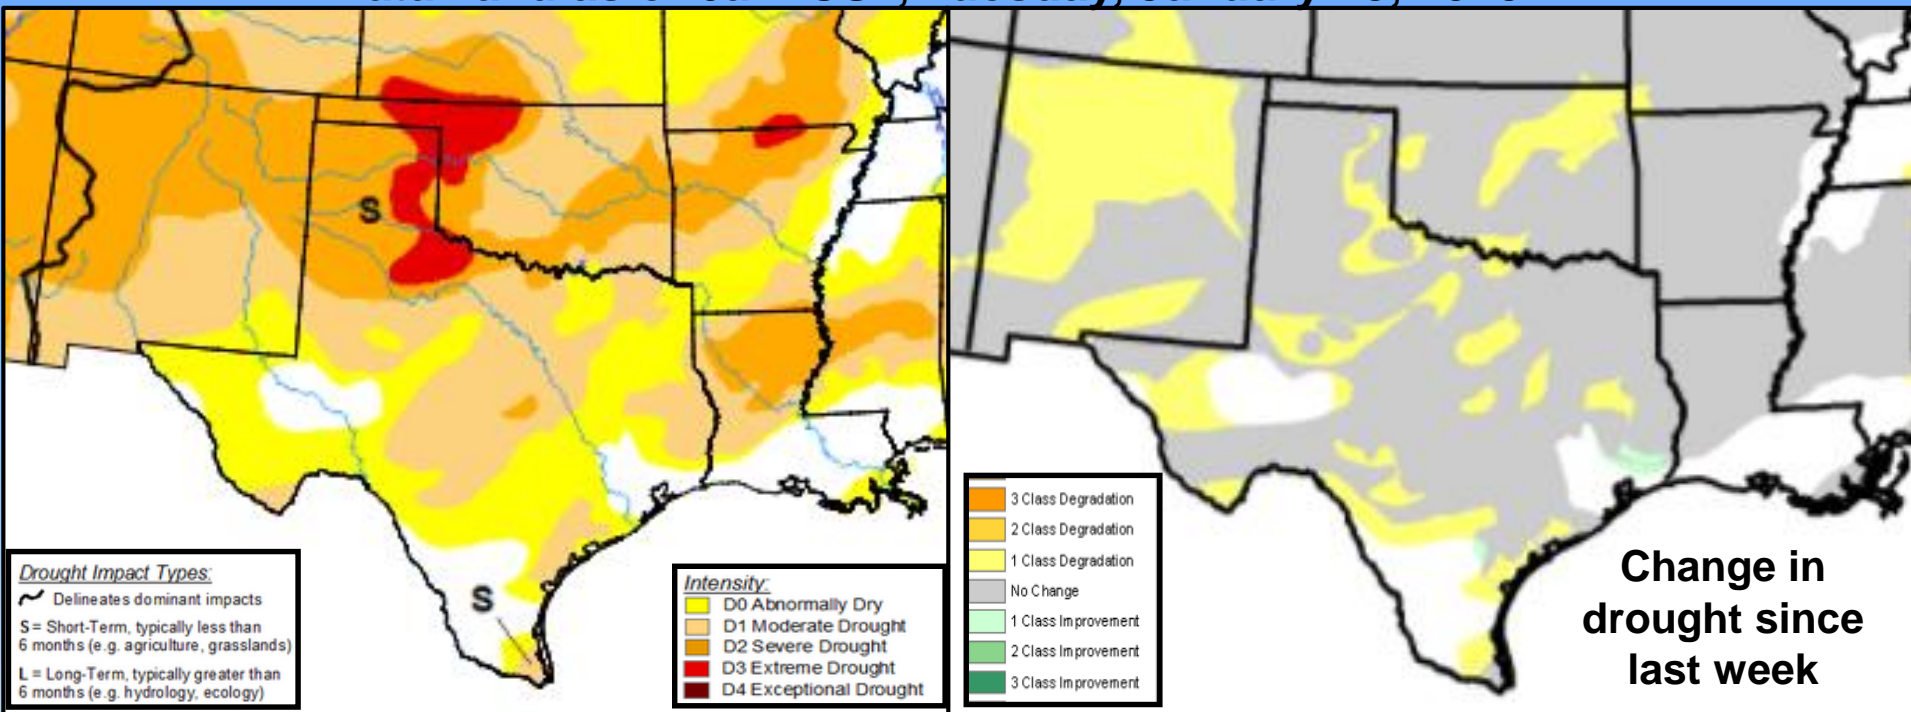 S
S
Drought Impact Types:
Delineates dominant impacts
S = Short-Term, typically less than
6 months (e.g. agriculture, grasslands)
L = Long-Term, typically greater than
6 months (e.g. hydrology, ecology)
Intensity:
D0 Abnormally Dry
D1 Moderate Drought
D2 Severe Drought
D3 Extreme Drought
D4 Exceptional Drought
3 Class Degradation
2 Class Degradation
1 Class Degradation
No Change
1 Class Improvement
2 Class Improvement
3 Class Improvement
Change in
drought since
last week